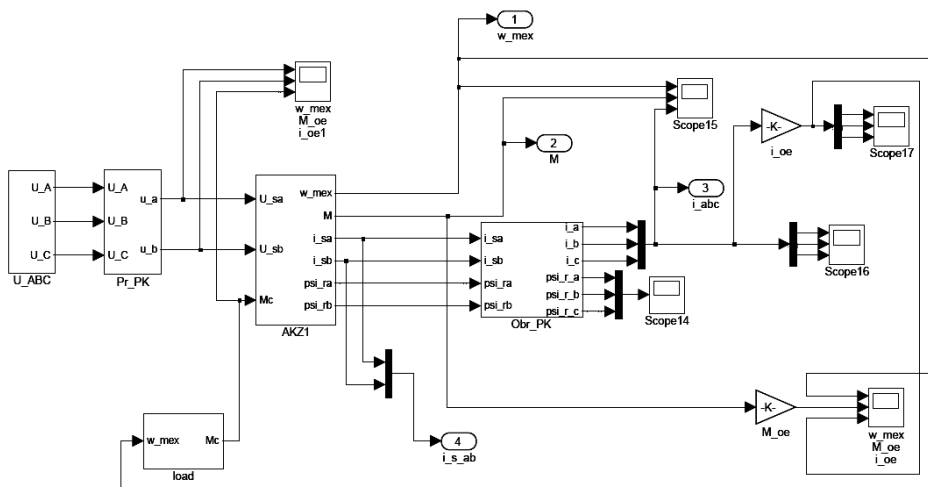 1
w_mex
w_mex
M_oe
i_oe1
Scope15
-K-
i_oe
Scope17
2
M
3
i_abc
U_A
U_B
U_C
U_ABC
U_A
U_B
U_C
u_a
u_b
Pr_PK
U_sa
U_sb
Mc
w_mex
M
i_sa
i_sb
psi_ra
psi_rb
AKZ1
i_sa
i_sb
psi_ra
psi_rb
i_a
i_b
i_c
psi_r_a
psi_r_b
psi_r_c
Obr_PK
Scope14
Scope16
w_mex
Mc
load
4
i_s_ab
-K-
M_oe
w_mex
M_oe
i_oe